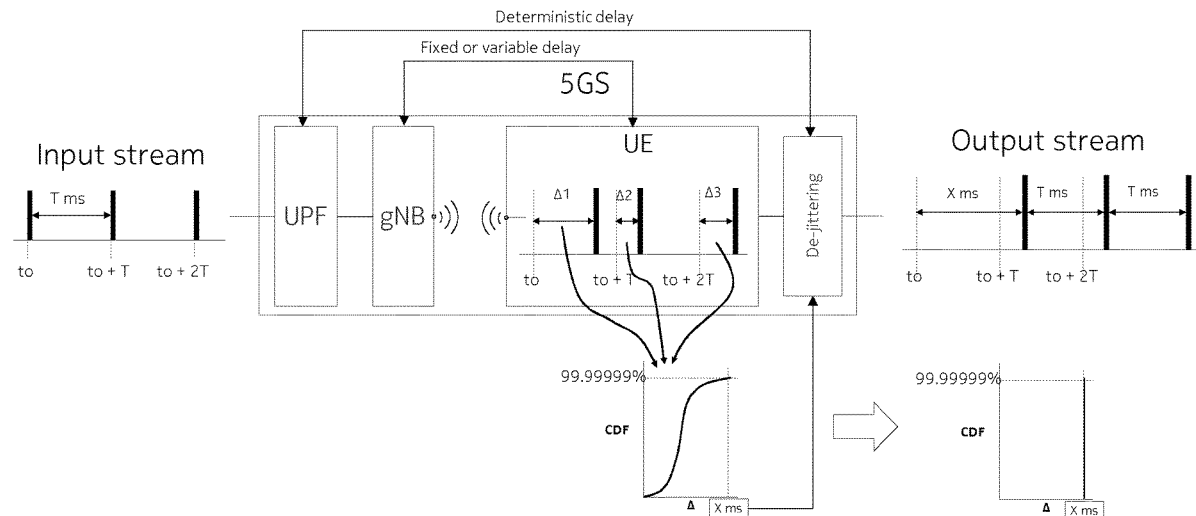 Deterministic delay
Fixed or variable delay
5GS
Input stream
T ms
to
to + T
to + 2T
UPF
gNB
UE
Δ1
Δ2
Δ3
to
to + T
to + 2T
De-jittering
Output stream
X ms
T ms
T ms
to
to + T
to + 2T
99.99999%
CDF
Δ
X ms
99.99999%
CDF
Δ
X ms